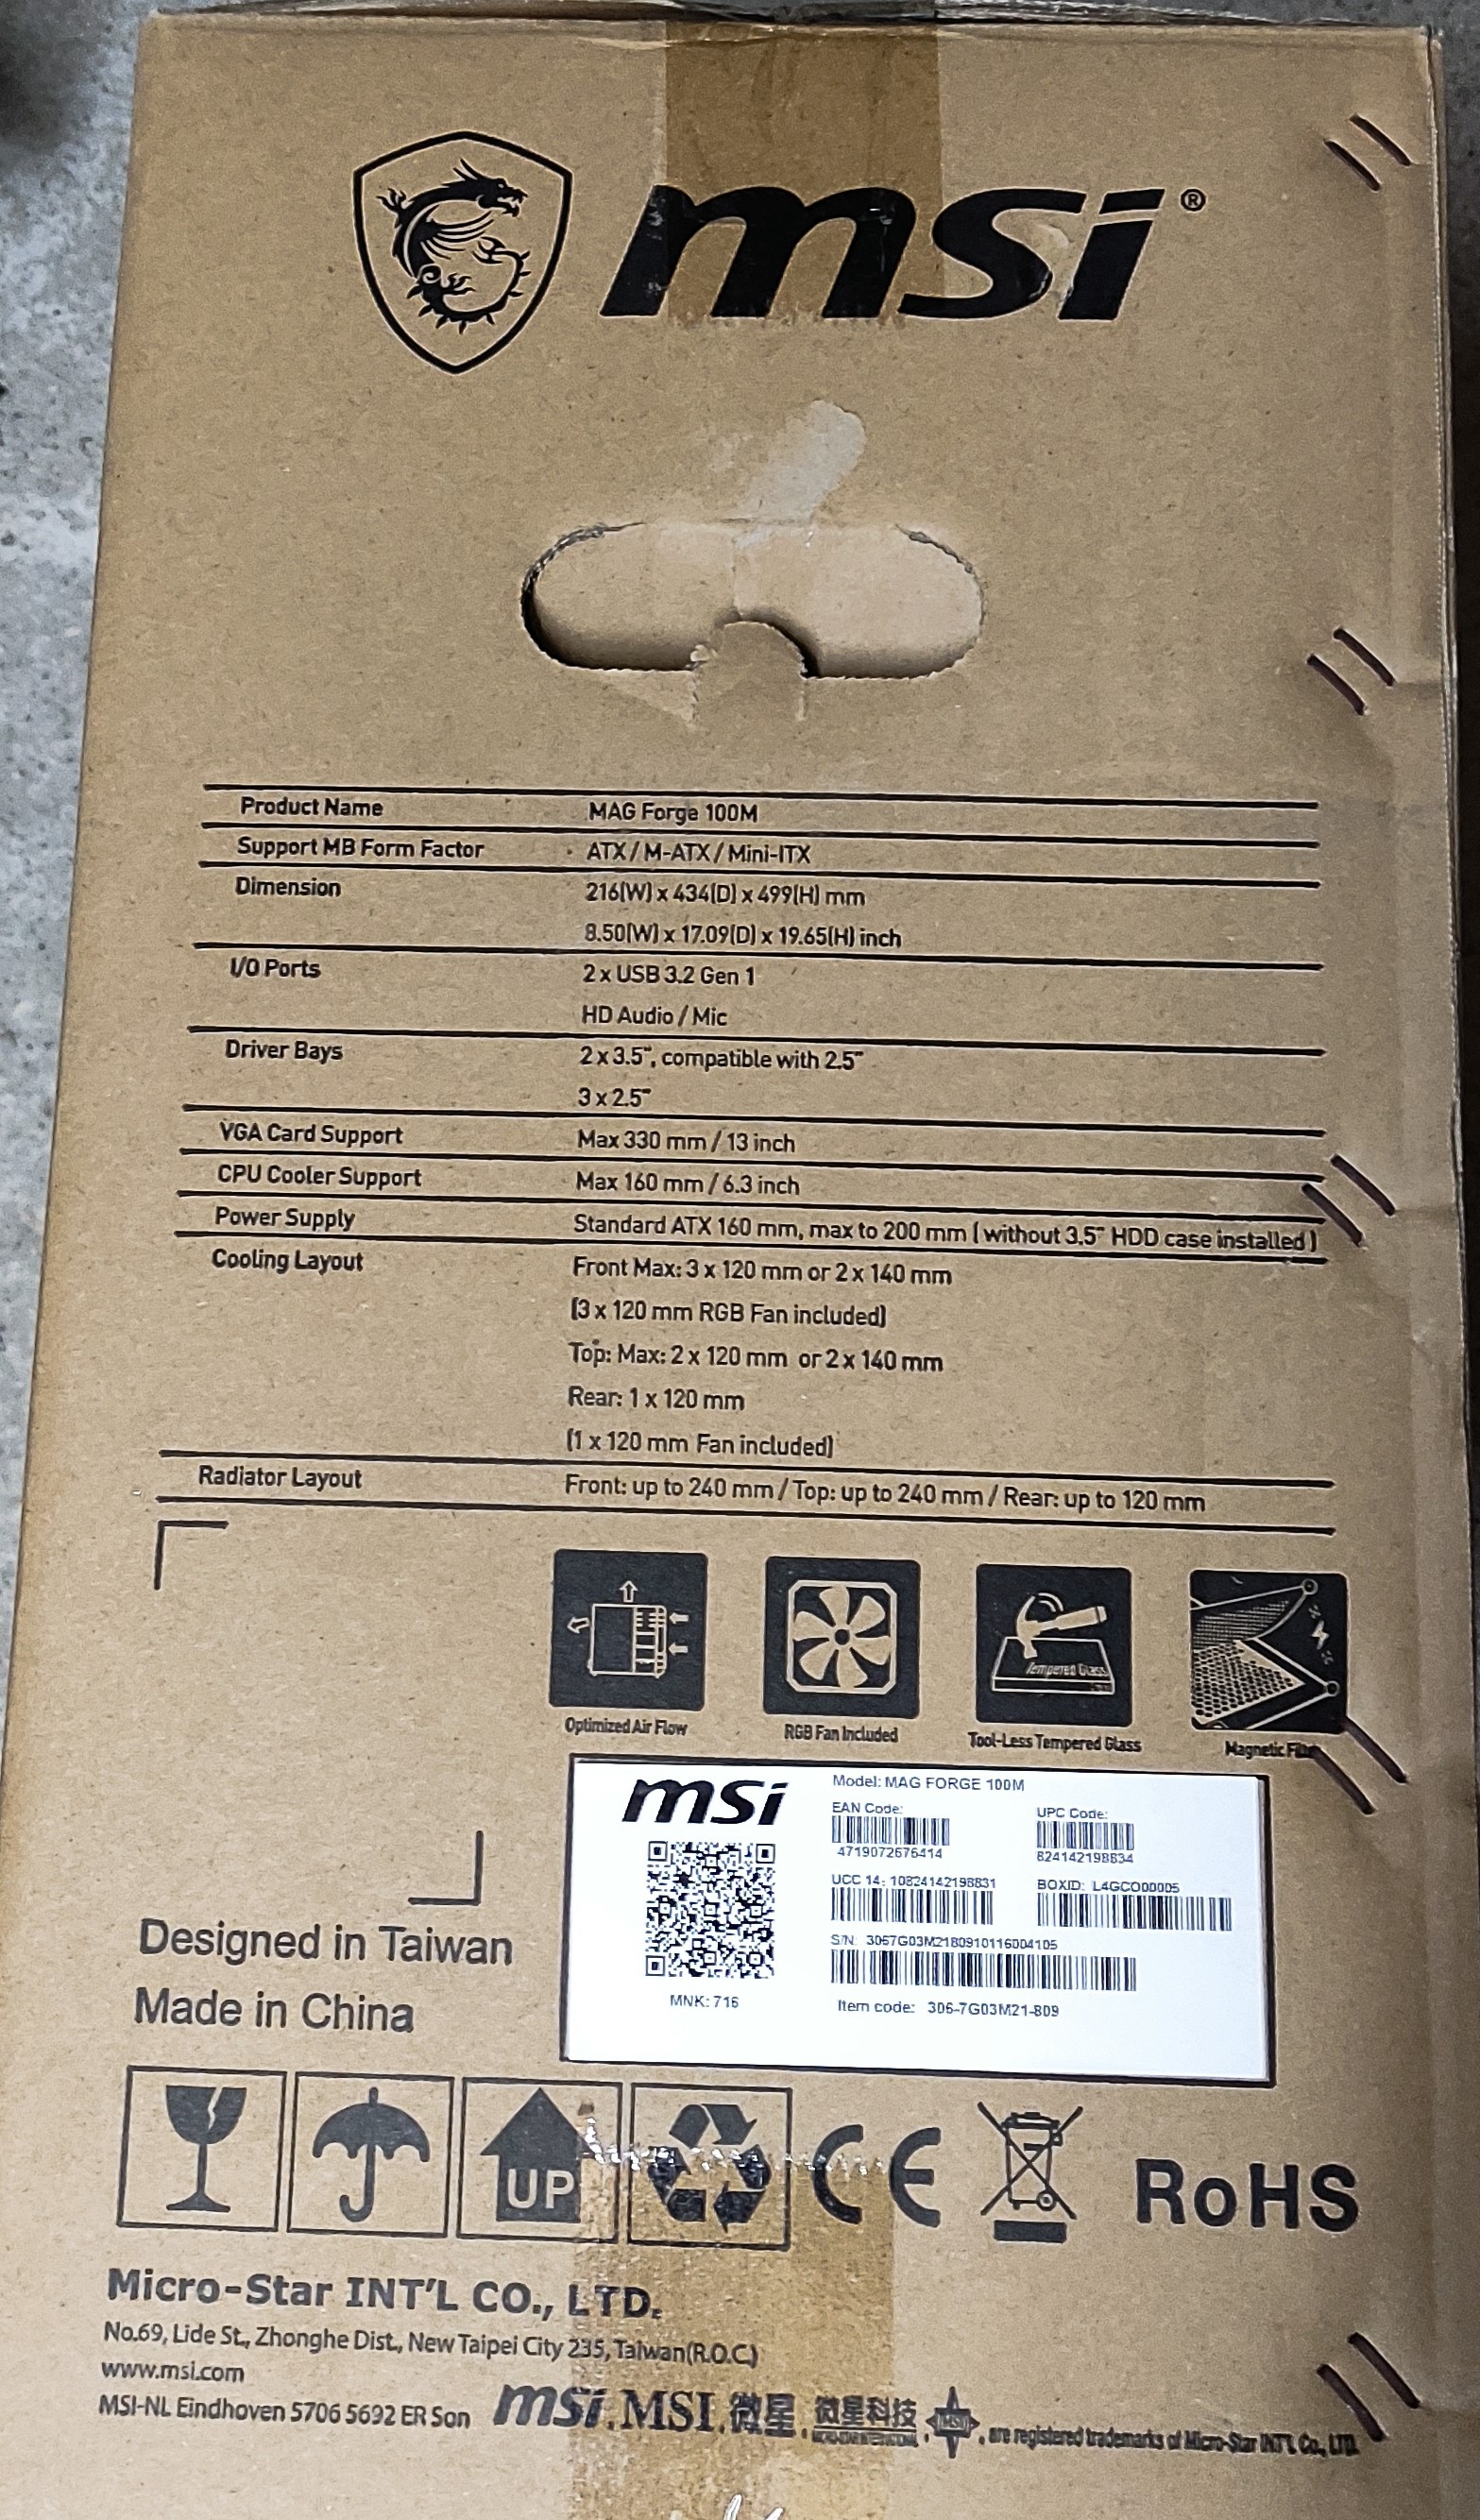 msi®
Product Name MAG Forge 100M
Support MB Form Factor ATX / M-ATX / Mini-ITX
Dimension 216(W) x 434(D) x 499(H) mm
8.50(W) x 17.09(D) x 19.65(H) inch
I/O Ports 2 x USB 3.2 Gen 1
HD Audio / Mic
Driver Bays 2 x 3.5", compatible with 2.5"
3 x 2.5"
VGA Card Support Max 330 mm / 13 inch
CPU Cooler Support Max 160 mm / 6.3 inch
Power Supply Standard ATX 160 mm, max to 200 mm ( without 3.5" HDD case installed )
Cooling Layout Front Max: 3 x 120 mm or 2 x 140 mm
(3 x 120 mm RGB Fan included)
Top: Max: 2 x 120 mm or 2 x 140 mm
Rear: 1 x 120 mm
(1 x 120 mm Fan included)
Radiator Layout Front: up to 240 mm / Top: up to 240 mm / Rear: up to 120 mm
Tempered Glass
Optimized Air Flow RGB Fan Included Tool-Less Tempered Glass Magnetic
msi Model: MAG FORGE 100M
EAN Code: UPC Code:
4719072676414 824142198834
UCC 14: 10824142198831 BOXID: L4GCO00005
S/N: 3067G03M2180910116004105
MNK: 716 Item code: 306-7G03M21-809
Designed in Taiwan
Made in China
UP CE RoHS
Micro-Star INT'L CO., LTD.
No.69, Lide St., Zhonghe Dist., New Taipei City 235, Taiwan(R.O.C.)
www.msi.com
MSI-NL Eindhoven 5706 5692 ER Son msi, MSI, 微星, 微星科技, MSI, are registered trademarks of Micro-Star INT'L Co., LTD.